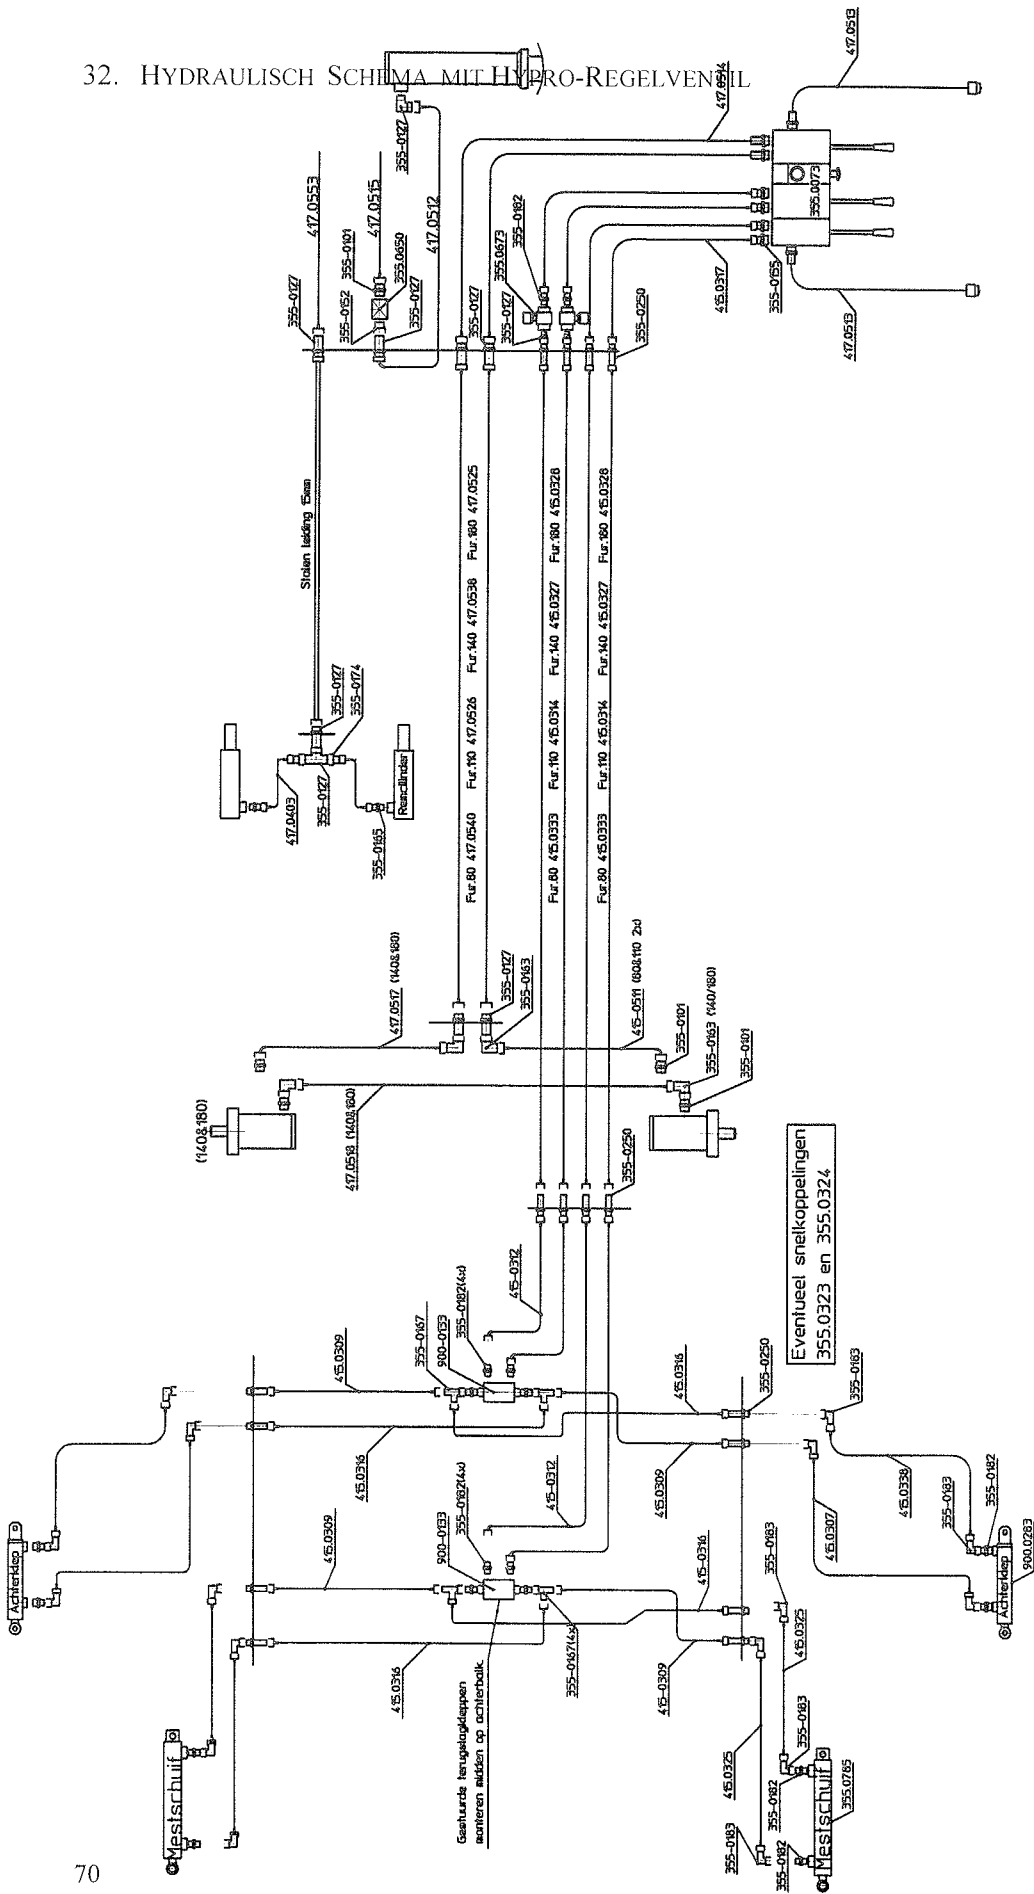 32. HYDRAULISCH SCHEMA MIT HYPRO-REGELVENTIL
417.0513
417.0514
355-0127
417.0553
417.0515
417.0512
355-0182
355.0673
355-0101
355.0650
355-0127
355-0152
355-0127
355-0127
355-0127
355-0250
415.0317
355-0155
355.0073
417.0513
Stalen leiding 15mm
Fur.180 417.0525
Fur.180 415.0328
Fur.180 415.0328
Fur.140 417.0538
Fur.140 415.0327
Fur.140 415.0327
Fur.110 417.0526
Fur.110 415.0314
Fur.110 415.0314
Fur.80 417.0540
Fur.80 415.0333
Fur.80 415.0333
355-0127
355-0174
355-0127
417.0403
355-0165
Remcilinder
417.0517 (140&180)
355-0127
355-0163
415-0511 (80&110 2x)
355-0101
355-0163 (140/180)
355-0101
(140&180)
417.0518 (140&180)
355-0250
Eventueel snelkoppelingen
355.0323 en 355.0324
415-0312
355-0182(4x)
900-0133
355-0167
415.0309
415.0316
355-0250
355-0183
415.0316
415-0312
415.0309
415.0338
355-0182
355-0183
415.0307
900.0283
Achterklep
Achterklep
415.0309
900-0133
355-0182(4x)
415-0316
355-0183
415.0325
415.0316
355-0167(4x)
415-0309
Gestuurde terugslagkleppen
monteren midden op achterbalk.
415.0325
355-0183
355-0182
355.0785
355-0183
355-0182
Mestschuif
Mestschuif
70